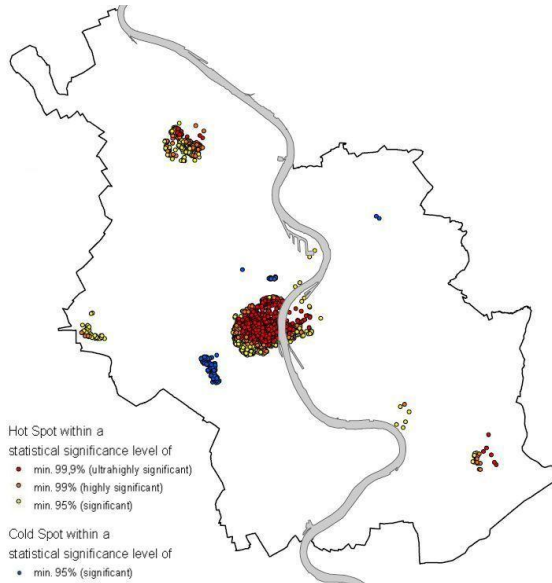 Hot Spot within a
statistical significance level of
min. 99,9% (ultrahighly significant)
min. 99% (highly significant)
min. 95% (significant)
Cold Spot within a
statistical significance level of
min. 95% (significant)